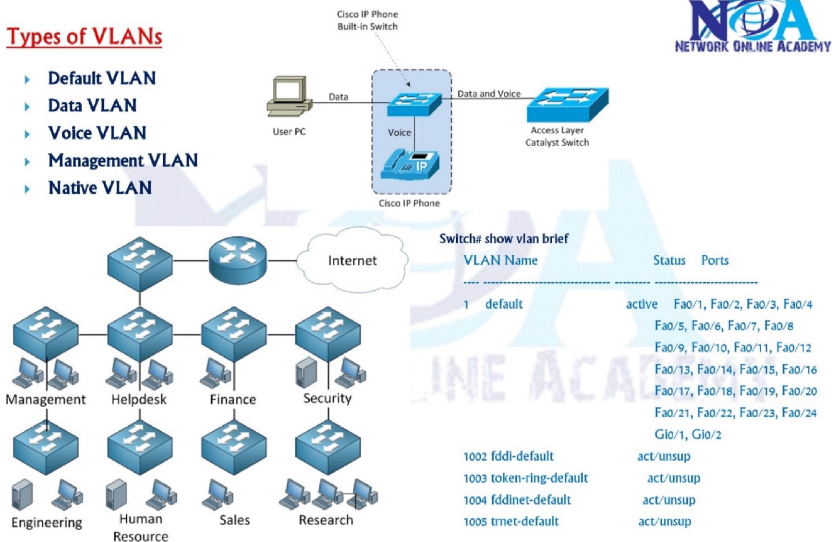 Types of VLANs
Default VLAN
Data VLAN
Voice VLAN
Management VLAN
Native VLAN
Cisco IP Phone
Built-in Switch
Data
Data and Voice
User PC
Voice
IP
Access Layer
Catalyst Switch
Cisco IP Phone
NOA
NETWORK ONLINE ACADEMY
Internet
Management Helpdesk Finance Security
Engineering Human Sales Research
Resource
Switch# show vlan brief
VLAN Name Status Ports
---- -------------------------------- --------- -------------------------------
1 default active Fa0/1, Fa0/2, Fa0/3, Fa0/4
Fa0/5, Fa0/6, Fa0/7, Fa0/8
Fa0/9, Fa0/10, Fa0/11, Fa0/12
Fa0/13, Fa0/14, Fa0/15, Fa0/16
Fa0/17, Fa0/18, Fa0/19, Fa0/20
Fa0/21, Fa0/22, Fa0/23, Fa0/24
Gi0/1, Gi0/2
1002 fddi-default act/unsup
1003 token-ring-default act/unsup
1004 fddinet-default act/unsup
1005 trnet-default act/unsup